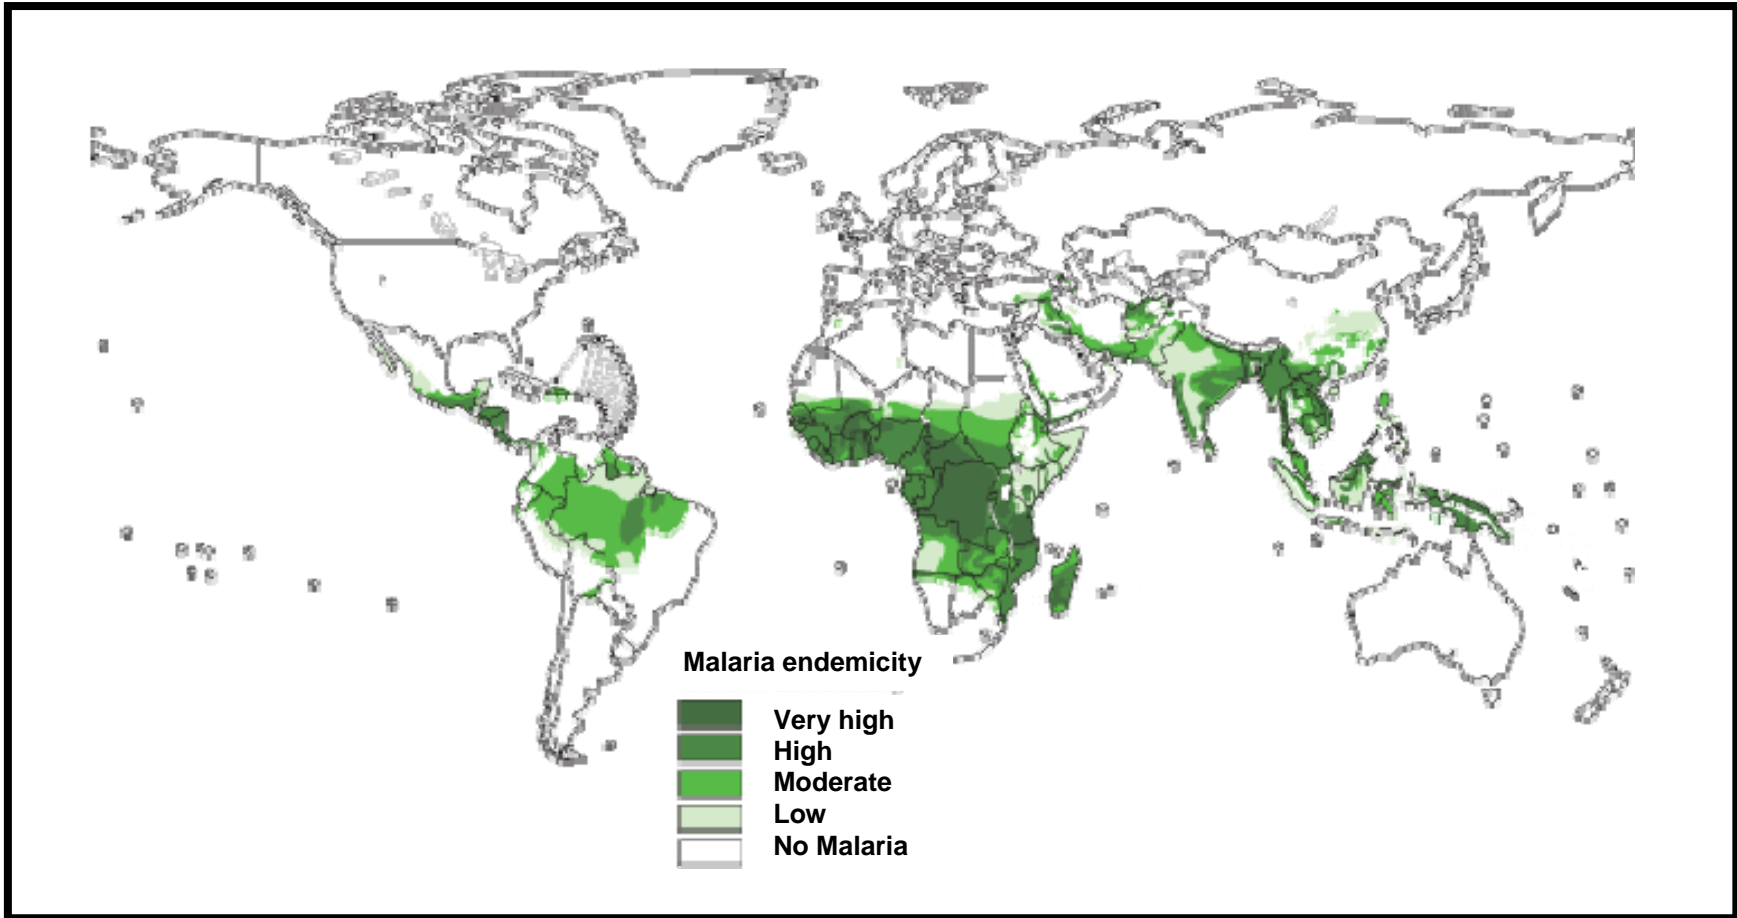 Malaria endemicity
Very high
High
Moderate
Low
No Malaria